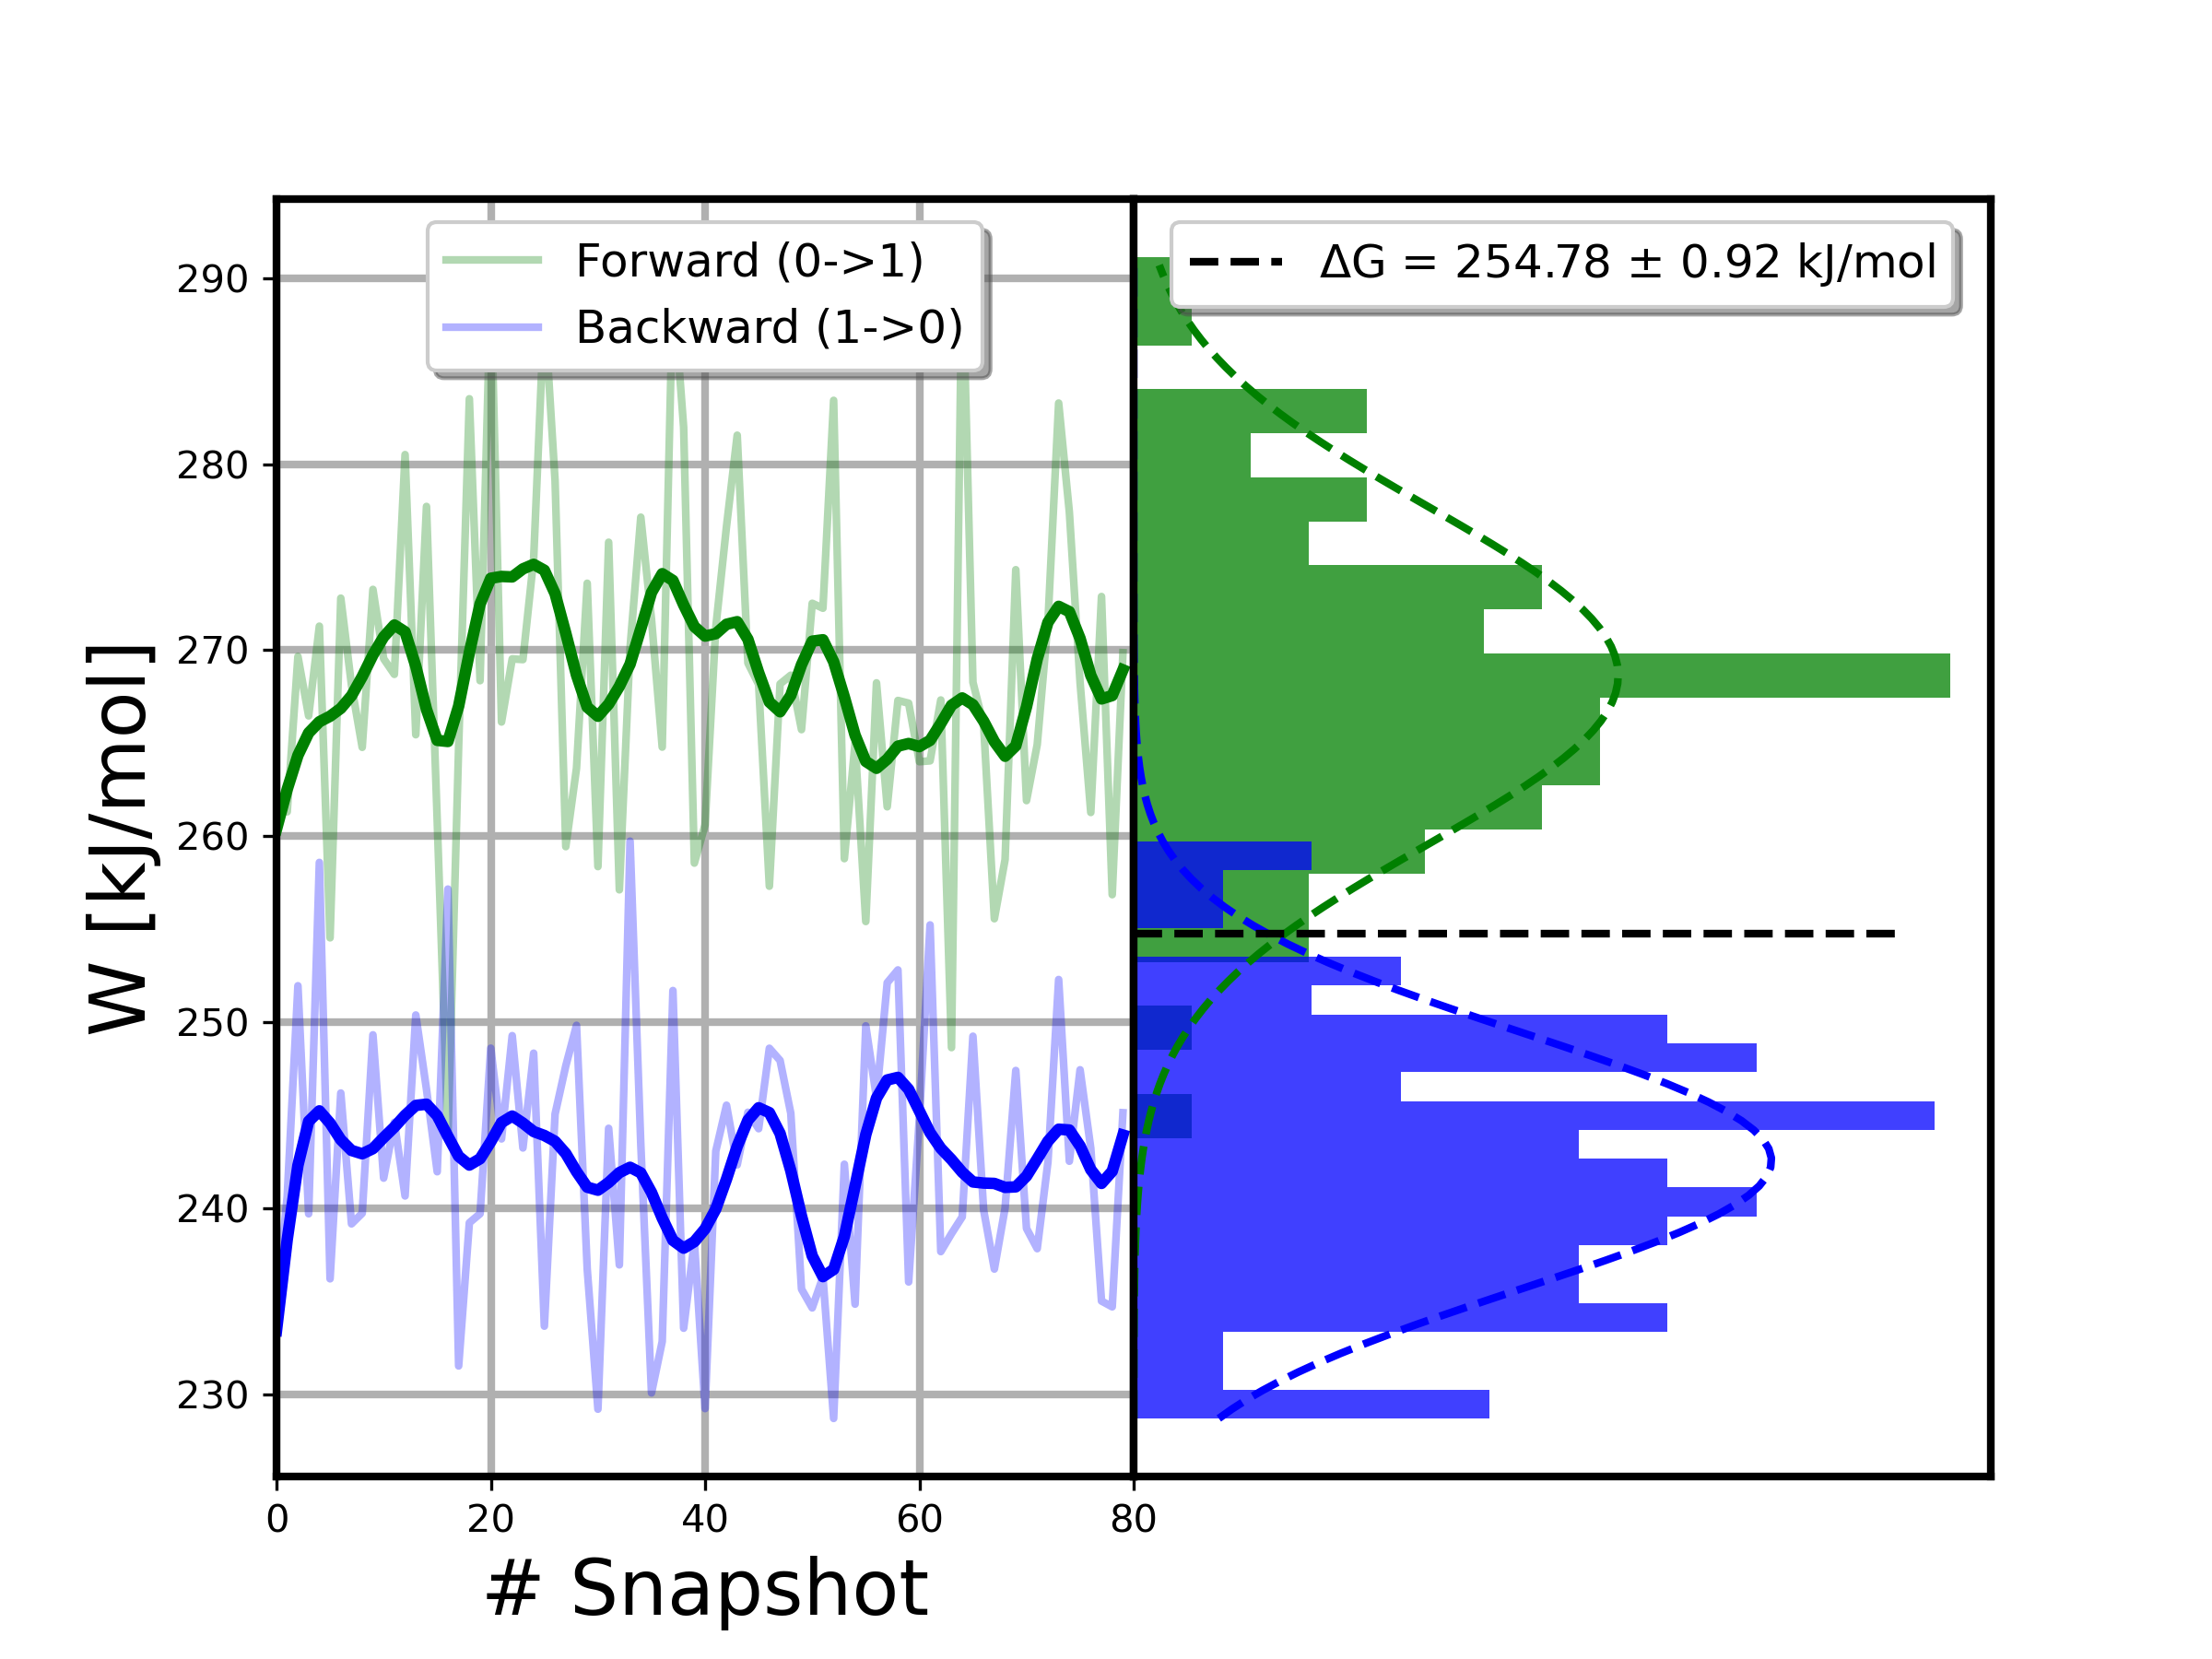 Forward (0->1)
Backward (1->0)
ΔG = 254.78 ± 0.92 kJ/mol
290
280
270
260
250
240
230
W [kJ/mol]
0 20 40 60 80
# Snapshot